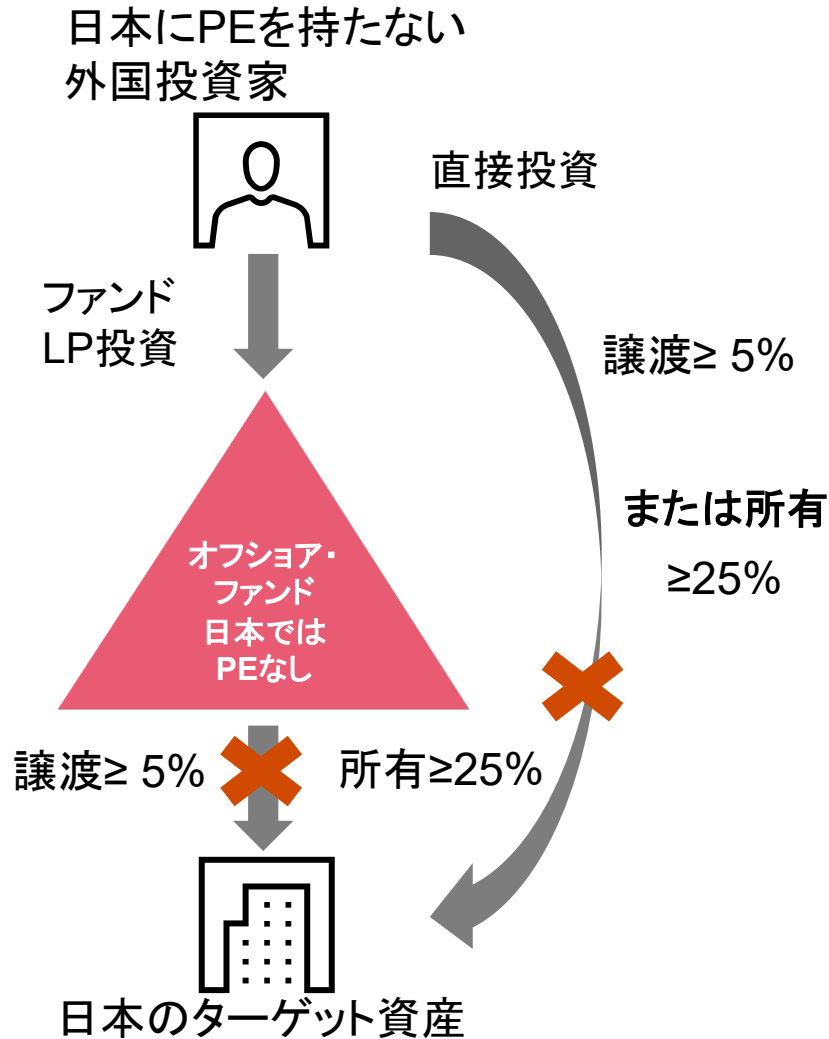 日本にPEを持たない
外国投資家
直接投資
ファンド
LP投資
譲渡≥ 5%
または所有
≥25%
オフショア・
ファンド
日本では
PEなし
譲渡≥ 5%
所有≥25%
日本のターゲット資産